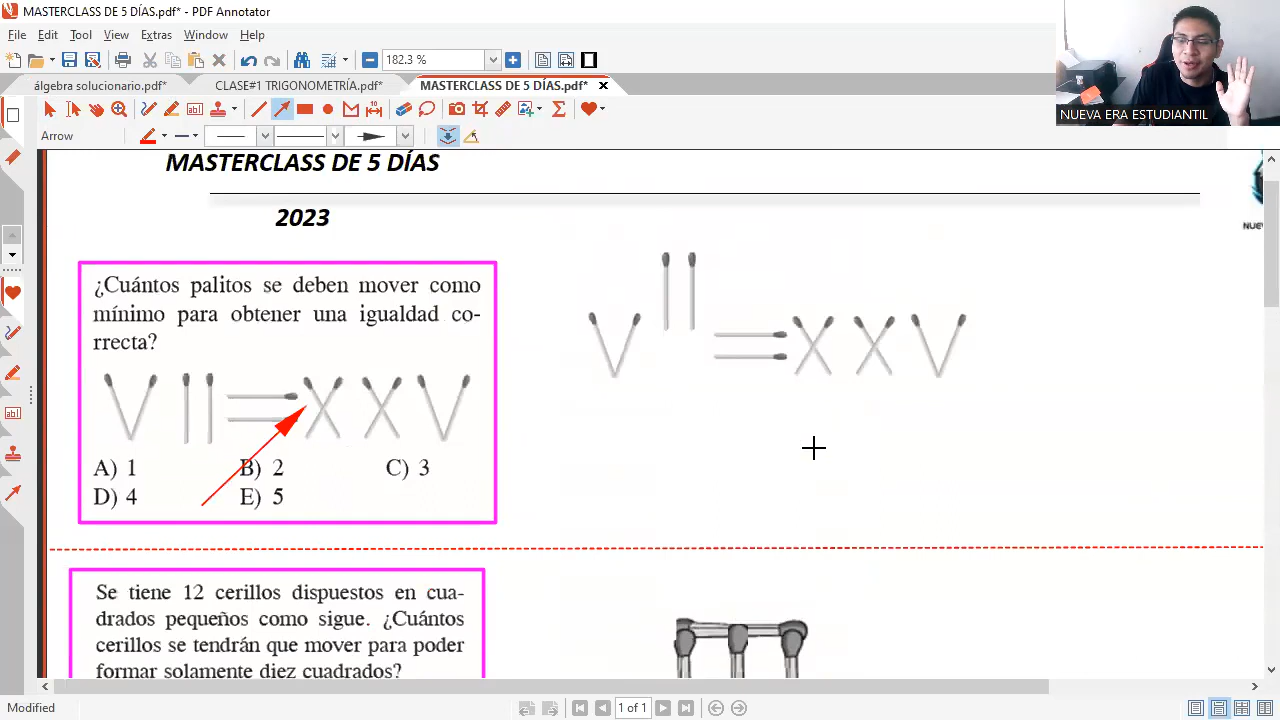 MASTERCLASS DE 5 DÍAS.pdf* - PDF Annotator
File Edit Tool View Extras Window Help
182.3 %
álgebra solucionario.pdf* CLASE#1 TRIGONOMETRÍA.pdf MASTERCLASS DE 5 DÍAS.pdf*
NUEVA ERA ESTUDIANTIL
Arrow
MASTERCLASS DE 5 DÍAS
2023
¿Cuántos palitos se deben mover como
mínimo para obtener una igualdad co-
rrecta?
V II = X X V
A) 1 B) 2 C) 3
D) 4 E) 5
V II = X X V
Se tiene 12 cerillos dispuestos en cua-
drados pequeños como sigue. ¿Cuántos
cerillos se tendrán que mover para poder
formar solamente diez cuadrados?
Modified
1 of 1